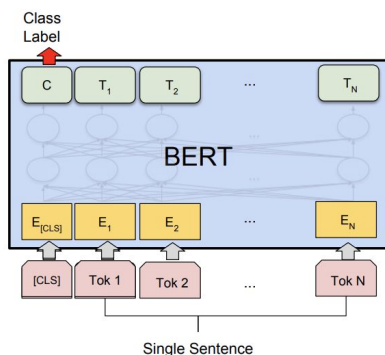 Class
Label
C T1 T2 ... TN
...
BERT
...
E[CLS] E1 E2 ... EN
[CLS] Tok 1 Tok 2 ... Tok N
Single Sentence